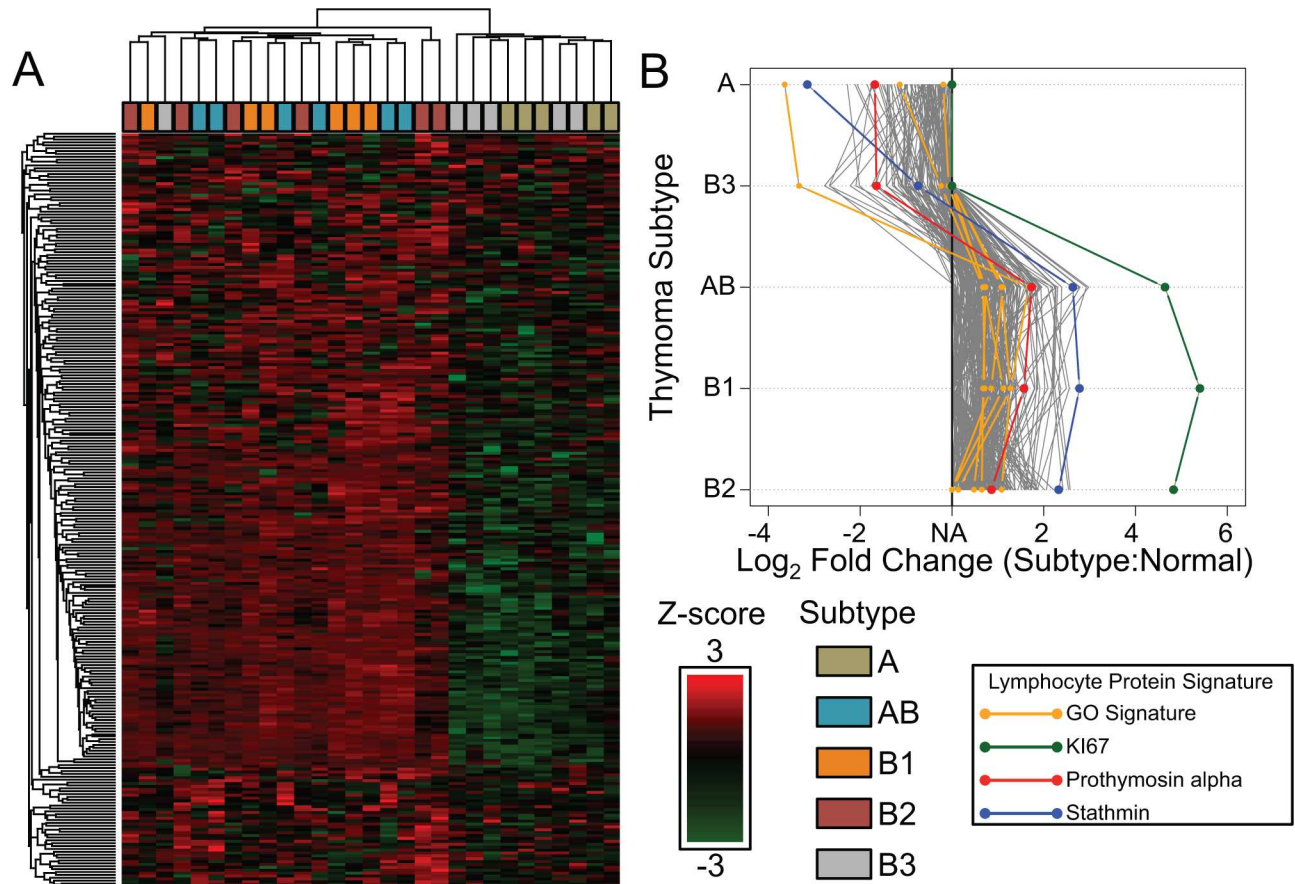 A
B
Thymoma Subtype
A
B3
AB
B1
B2
-4
-2
NA
2
4
6
Log2 Fold Change (Subtype:Normal)
Z-score
3
-3
Subtype
A
AB
B1
B2
B3
Lymphocyte Protein Signature
GO Signature
KI67
Prothymosin alpha
Stathmin